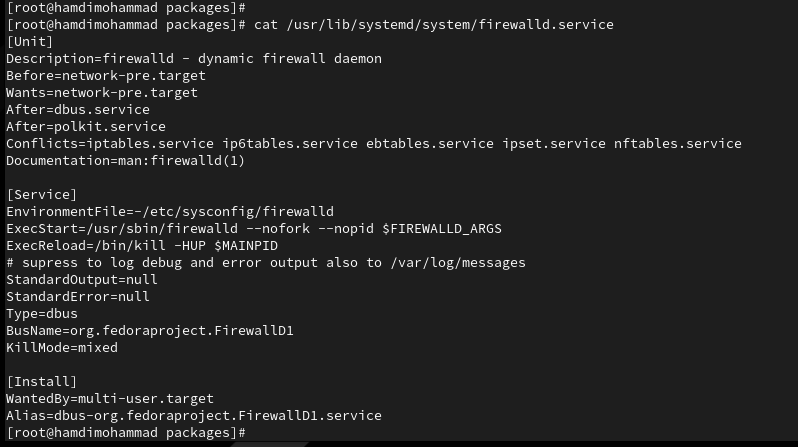 [root@hamdimohammad packages]#
[root@hamdimohammad packages]# cat /usr/lib/systemd/system/firewalld.service
[Unit]
Description=firewalld - dynamic firewall daemon
Before=network-pre.target
Wants=network-pre.target
After=dbus.service
After=polkit.service
Conflicts=iptables.service ip6tables.service ebtables.service ipset.service nftables.service
Documentation=man:firewalld(1)

[Service]
EnvironmentFile=-/etc/sysconfig/firewalld
ExecStart=/usr/sbin/firewalld --nofork --nopid $FIREWALLD_ARGS
ExecReload=/bin/kill -HUP $MAINPID
# supress to log debug and error output also to /var/log/messages
StandardOutput=null
StandardError=null
Type=dbus
BusName=org.fedoraproject.FirewallD1
KillMode=mixed

[Install]
WantedBy=multi-user.target
Alias=dbus-org.fedoraproject.FirewallD1.service
[root@hamdimohammad packages]#